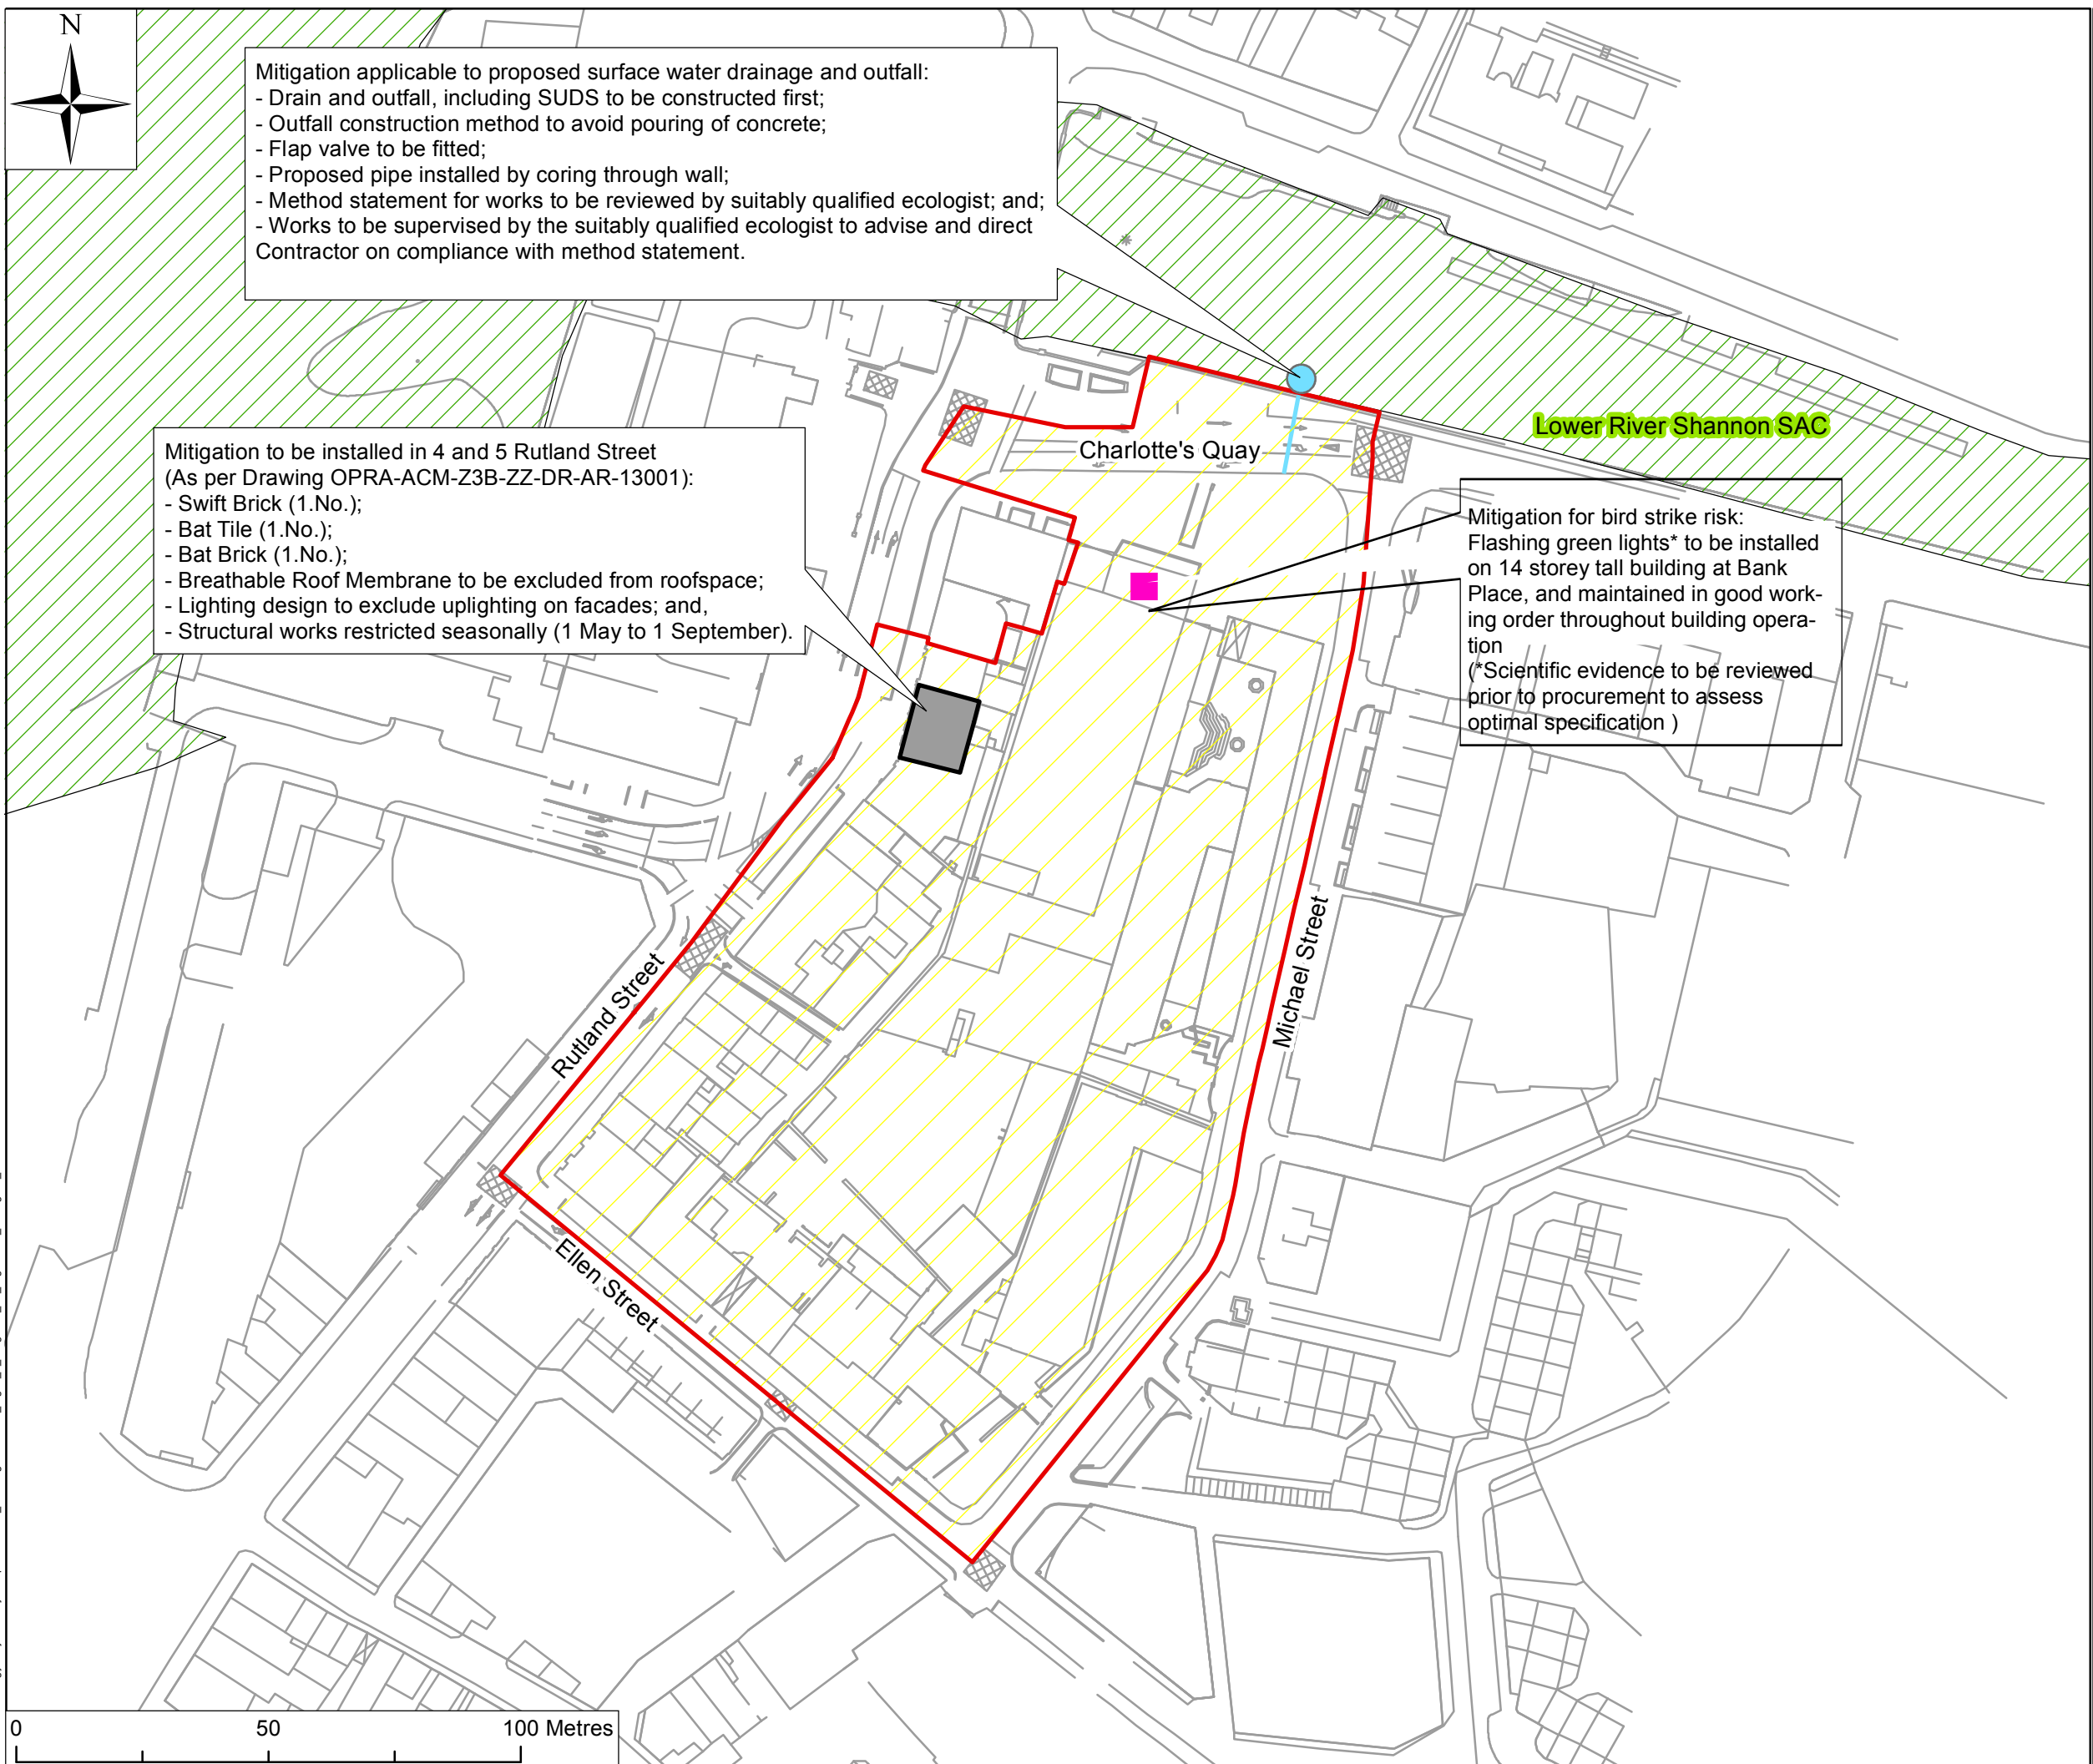 N
Mitigation applicable to proposed surface water drainage and outfall:
- Drain and outfall, including SUDS to be constructed first;
- Outfall construction method to avoid pouring of concrete;
- Flap valve to be fitted;
- Proposed pipe installed by coring through wall;
- Method statement for works to be reviewed by suitably qualified ecologist; and;
- Works to be supervised by the suitably qualified ecologist to advise and direct
Contractor on compliance with method statement.
Lower River Shannon SAC
Charlotte's Quay
Mitigation to be installed in 4 and 5 Rutland Street
(As per Drawing OPRA-ACM-Z3B-ZZ-DR-AR-13001):
- Swift Brick (1.No.);
- Bat Tile (1.No.);
- Bat Brick (1.No.);
- Breathable Roof Membrane to be excluded from roofspace;
- Lighting design to exclude uplighting on facades; and,
- Structural works restricted seasonally (1 May to 1 September).
Mitigation for bird strike risk:
Flashing green lights* to be installed
on 14 storey tall building at Bank
Place, and maintained in good work-
ing order throughout building opera-
tion
(*Scientific evidence to be reviewed
prior to procurement to assess
optimal specification )
Michael Street
Rutland Street
Ellen Street
0 50 100 Metres